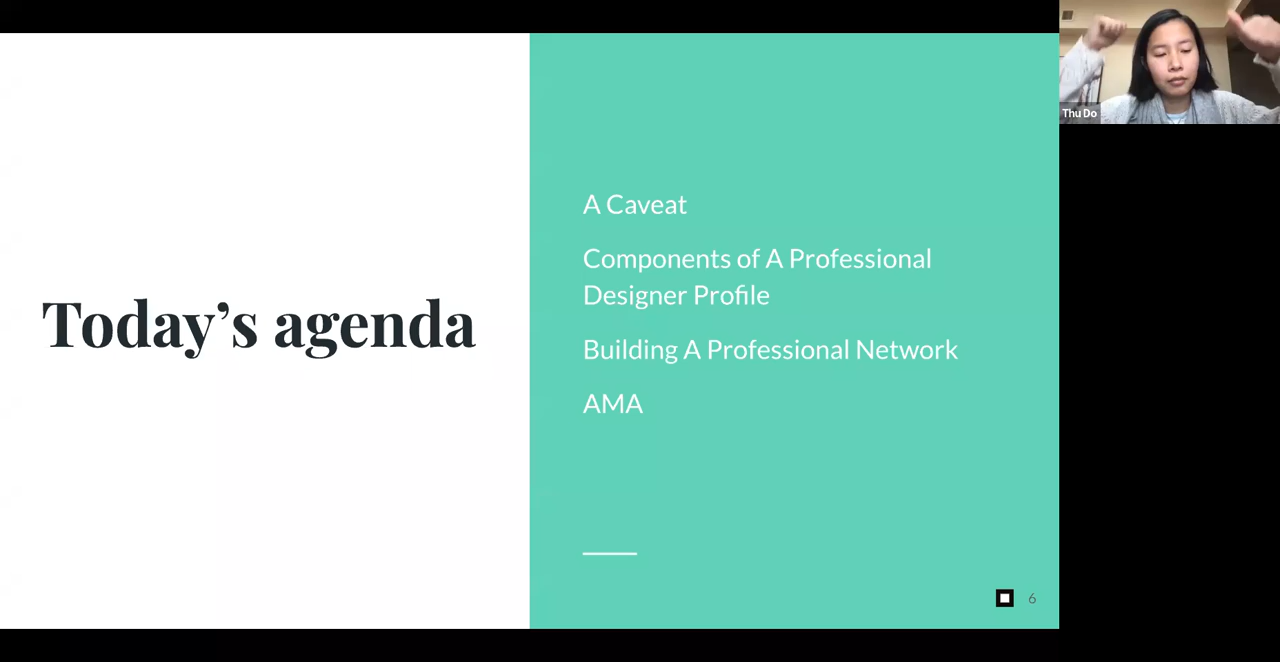 Today’s agenda
A Caveat
Components of A Professional
Designer Profile
Building A Professional Network
AMA
6
Thu Do